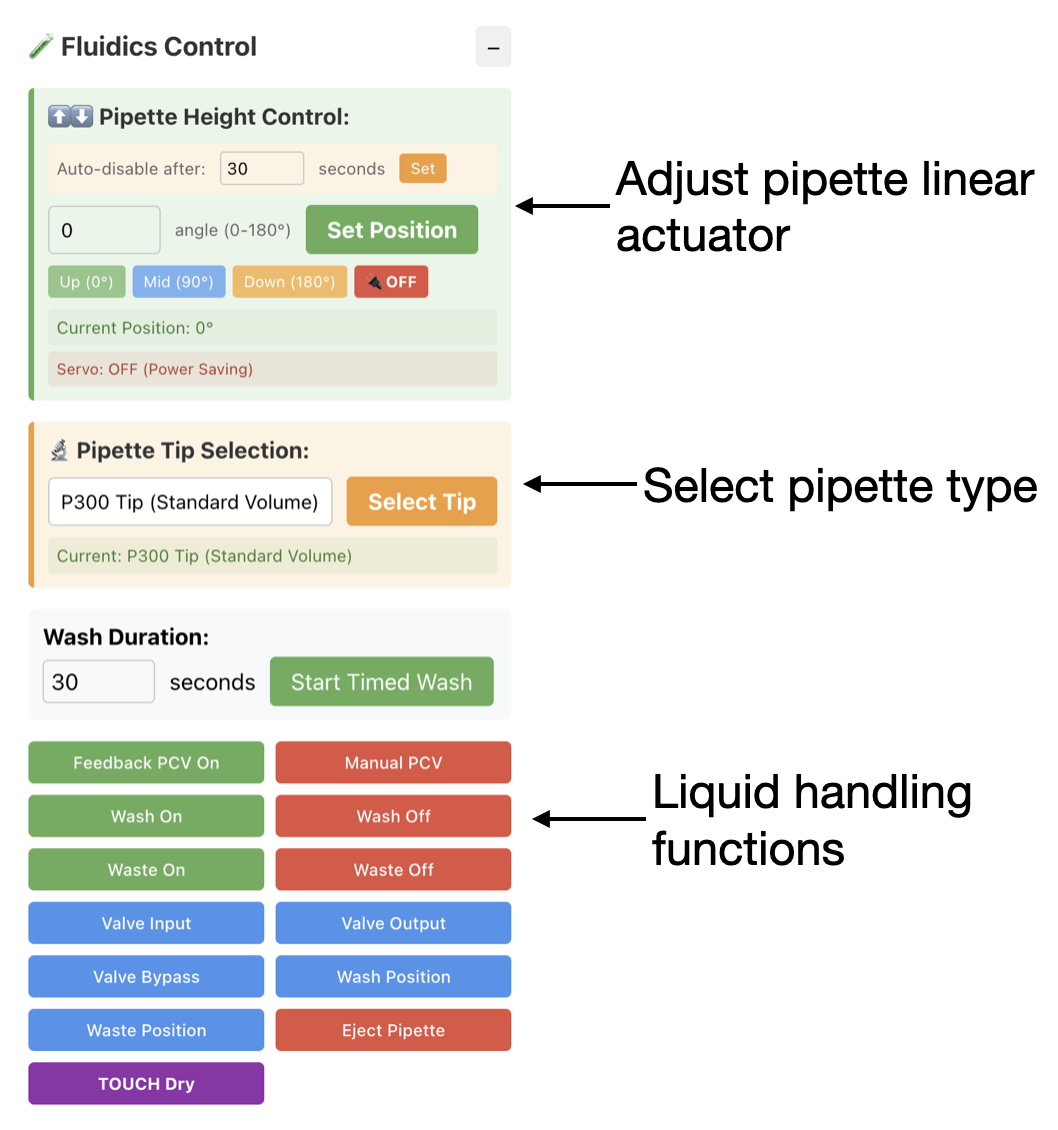 Fluidics Control
–
Pipette Height Control:
Auto-disable after: 30 seconds Set
0 angle (0-180°) Set Position
Up (0°) Mid (90°) Down (180°) OFF
Current Position: 0°
Servo: OFF (Power Saving)
Adjust pipette linear
actuator
Pipette Tip Selection:
P300 Tip (Standard Volume) Select Tip
Current: P300 Tip (Standard Volume)
Select pipette type
Wash Duration:
30 seconds Start Timed Wash
Feedback PCV On Manual PCV
Wash On Wash Off
Waste On Waste Off
Valve Input Valve Output
Valve Bypass Wash Position
Waste Position Eject Pipette
TOUCH Dry
Liquid handling
functions